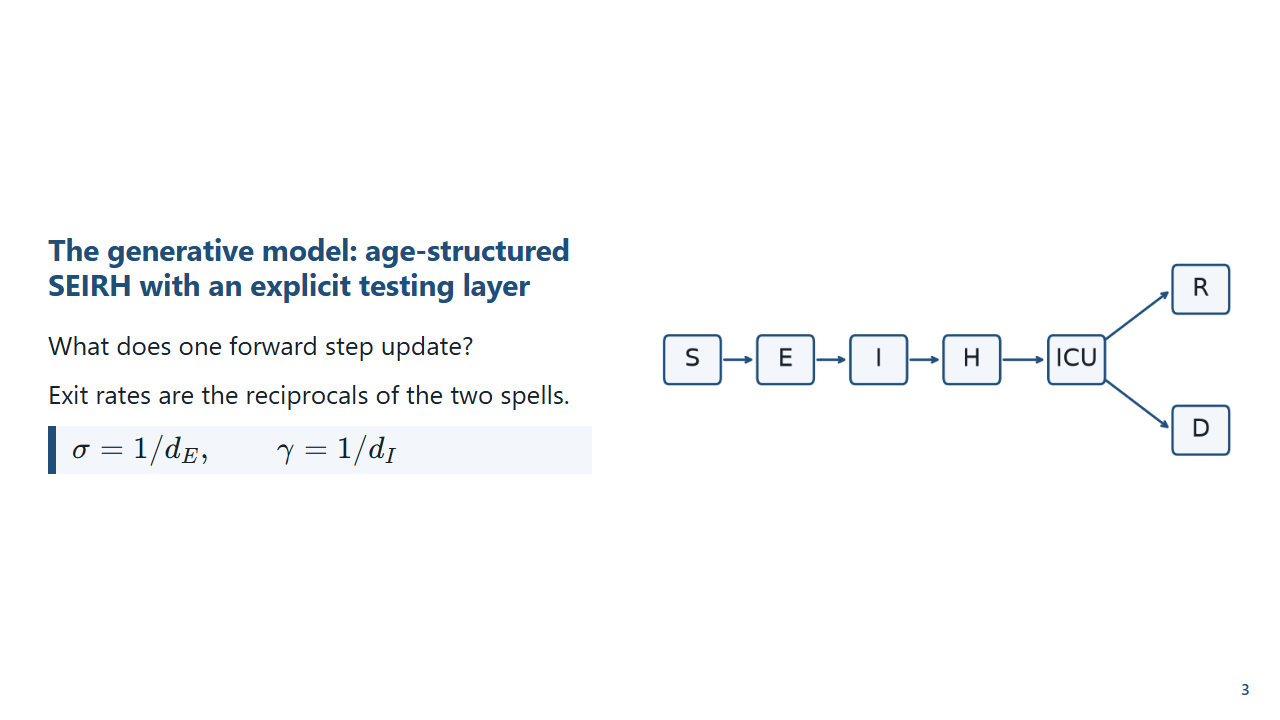 The generative model: age-structured
SEIRH with an explicit testing layer
What does one forward step update?
Exit rates are the reciprocals of the two spells.
σ = 1/d_E, γ = 1/d_I
S E I H ICU
R
D
3